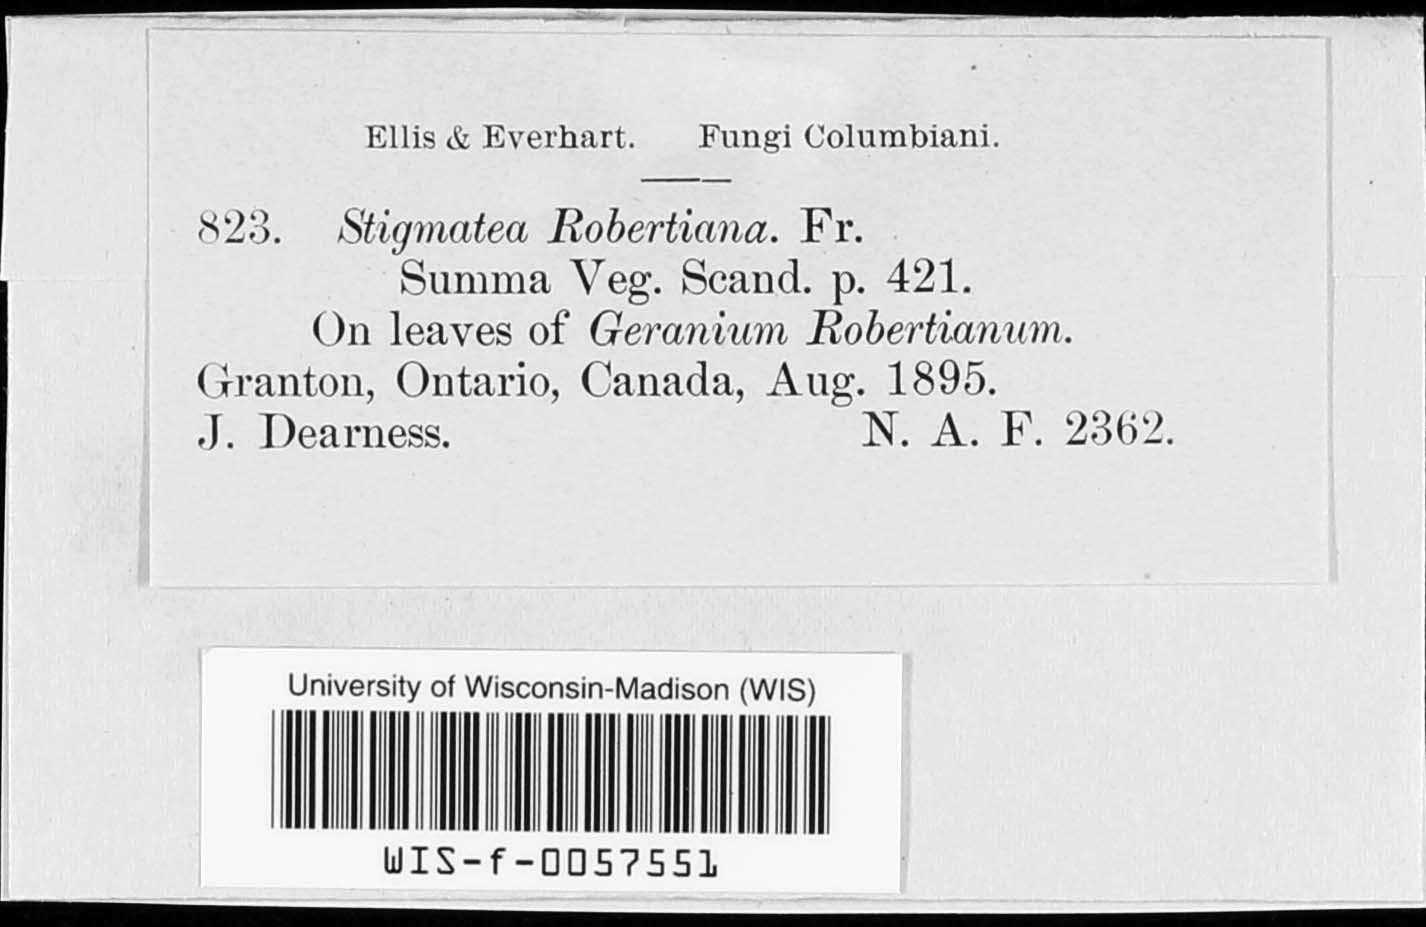 Ellis & Everhart. Fungi Columbiani.
823. Stigmatea Robertiana. Fr.
Summa Veg. Scand. p. 421.
On leaves of Geranium Robertianum.
Granton, Ontario, Canada, Aug. 1895.
J. Dearness. N. A. F. 2362.
University of Wisconsin-Madison (WIS)
WIS-f-0057551